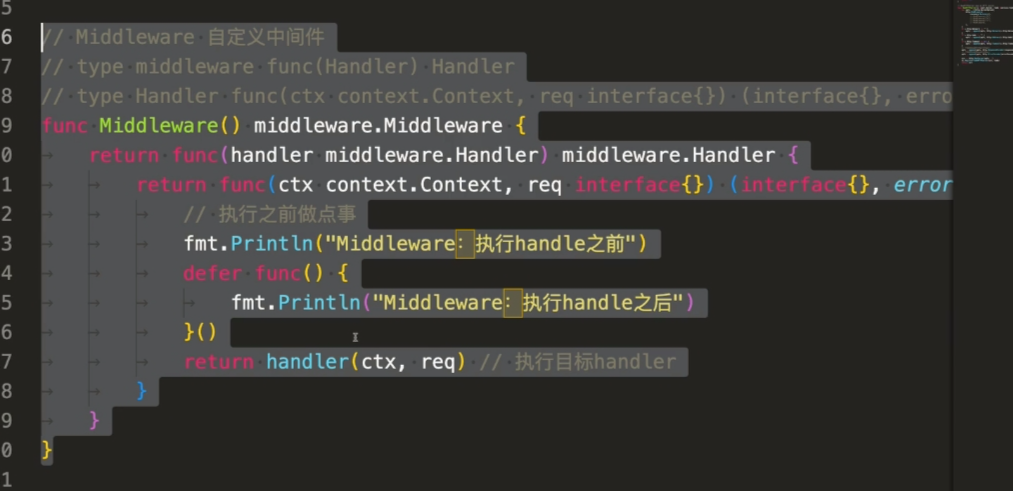 5
6 // Middleware 自定义中间件
7 // type middleware func(Handler) Handler
8 // type Handler func(ctx context.Context, req interface{}) (interface{}, erro
9 func Middleware() middleware.Middleware {
0 return func(handler middleware.Handler) middleware.Handler {
1 return func(ctx context.Context, req interface{}) (interface{}, error
2 // 执行之前做点事
3 fmt.Println("Middleware：执行handle之前")
4 defer func() {
5 fmt.Println("Middleware：执行handle之后")
6 }()
7 return handler(ctx, req) // 执行目标handler
8 }
9 }
0 }
1